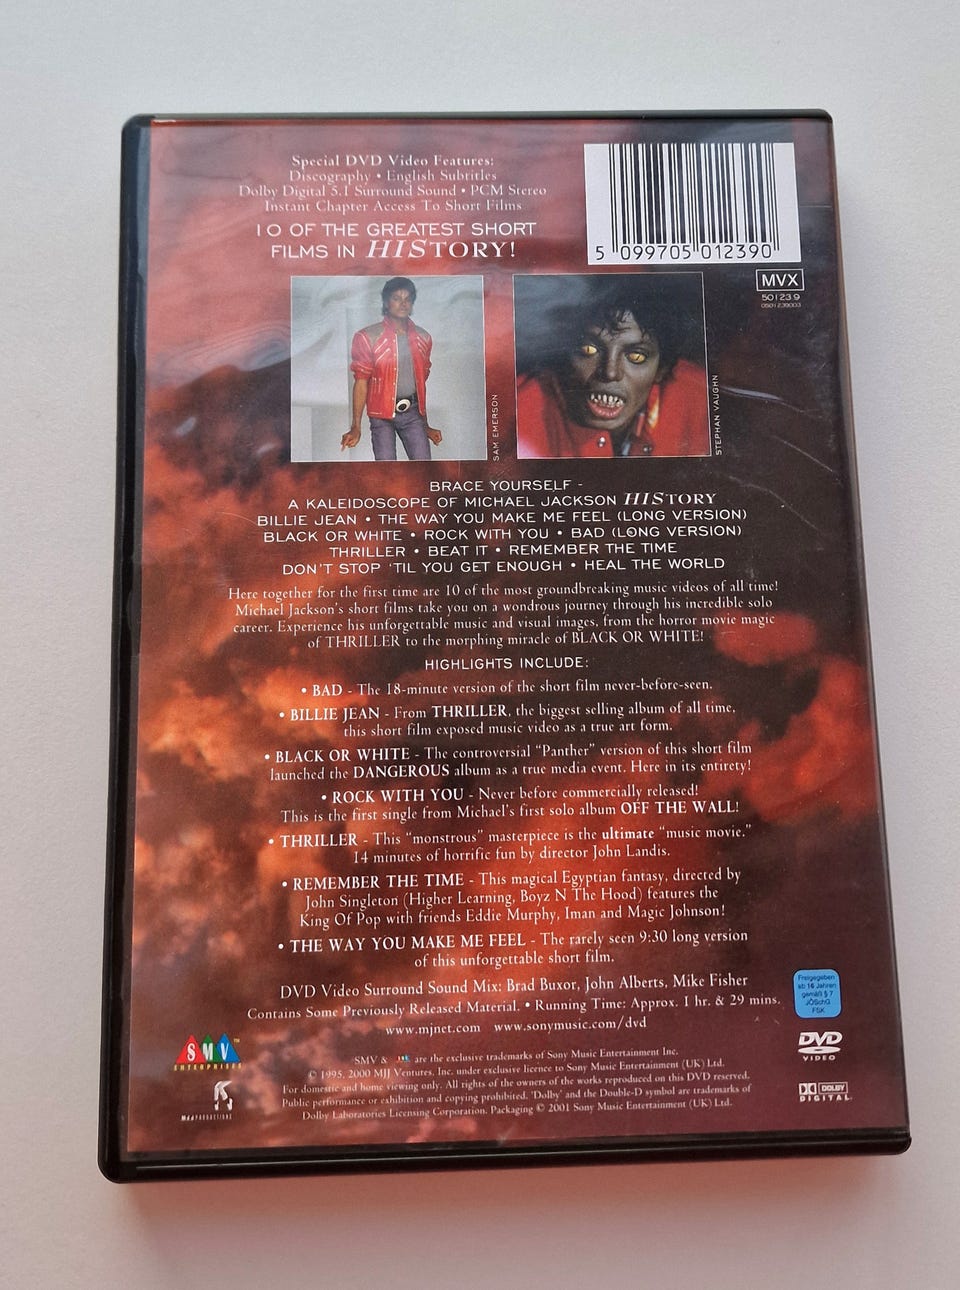 Special DVD Video Features:
Discography • English Subtitles
Dolby Digital 5.1 Surround Sound • PCM Stereo
Instant Chapter Access To Short Films
10 OF THE GREATEST SHORT
FILMS IN HISTORY!
5 099705 012390
MVX
50123 9
0501239003
SAM EMERSON
STEPHAN VAUGHN
BRACE YOURSELF -
A KALEIDOSCOPE OF MICHAEL JACKSON HISTORY
BILLIE JEAN • THE WAY YOU MAKE ME FEEL (LONG VERSION)
BLACK OR WHITE • ROCK WITH YOU • BAD (LONG VERSION)
THRILLER • BEAT IT • REMEMBER THE TIME
DON'T STOP 'TIL YOU GET ENOUGH • HEAL THE WORLD
Here together for the first time are 10 of the most groundbreaking music videos of all time!
Michael Jackson's short films take you on a wondrous journey through his incredible solo
career. Experience his unforgettable music and visual images, from the horror movie magic
of THRILLER to the morphing miracle of BLACK OR WHITE!
HIGHLIGHTS INCLUDE:
• BAD - The 18-minute version of the short film never-before-seen.
• BILLIE JEAN - From THRILLER, the biggest selling album of all time,
this short film exposed music video as a true art form.
• BLACK OR WHITE - The controversial "Panther" version of this short film
launched the DANGEROUS album as a true media event. Here in its entirety!
• ROCK WITH YOU - Never before commercially released!
This is the first single from Michael's first solo album OFF THE WALL!
• THRILLER - This "monstrous" masterpiece is the ultimate "music movie."
14 minutes of horrific fun by director John Landis.
• REMEMBER THE TIME - This magical Egyptian fantasy, directed by
John Singleton (Higher Learning, Boyz N The Hood) features the
King Of Pop with friends Eddie Murphy, Iman and Magic Johnson!
• THE WAY YOU MAKE ME FEEL - The rarely seen 9:30 long version
of this unforgettable short film.
DVD Video Surround Sound Mix: Brad Buxor, John Alberts, Mike Fisher
Contains Some Previously Released Material. • Running Time: Approx. 1 hr. & 29 mins.
www.mjnet.com www.sonymusic.com/dvd
Freigegeben
ab 16 Jahren
gemäß § 7
JÖSchG
FSK
DVD
VIDEO
SMV
ENTERPRISES
SMV & are the exclusive trademarks of Sony Music Entertainment Inc.
© 1995, 2000 MJJ Ventures, Inc. under exclusive licence to Sony Music Entertainment (UK) Ltd.
For domestic and home viewing only. All rights of the owners of the works reproduced on this DVD reserved.
Public performance or exhibition and copying prohibited. 'Dolby' and the Double-D symbol are trademarks of
Dolby Laboratories Licensing Corporation. Packaging © 2001 Sony Music Entertainment (UK) Ltd.
MJJ PRODUCTIONS
DOLBY
DIGITAL